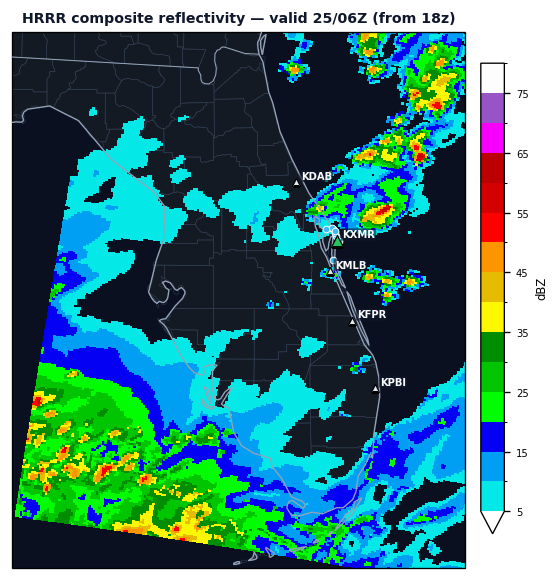 HRRR composite reflectivity — valid 25/06Z (from 18z)
KDAB
KXMR
KMLB
KFPR
KPBI
75
65
55
45
35
25
15
5
dBZ